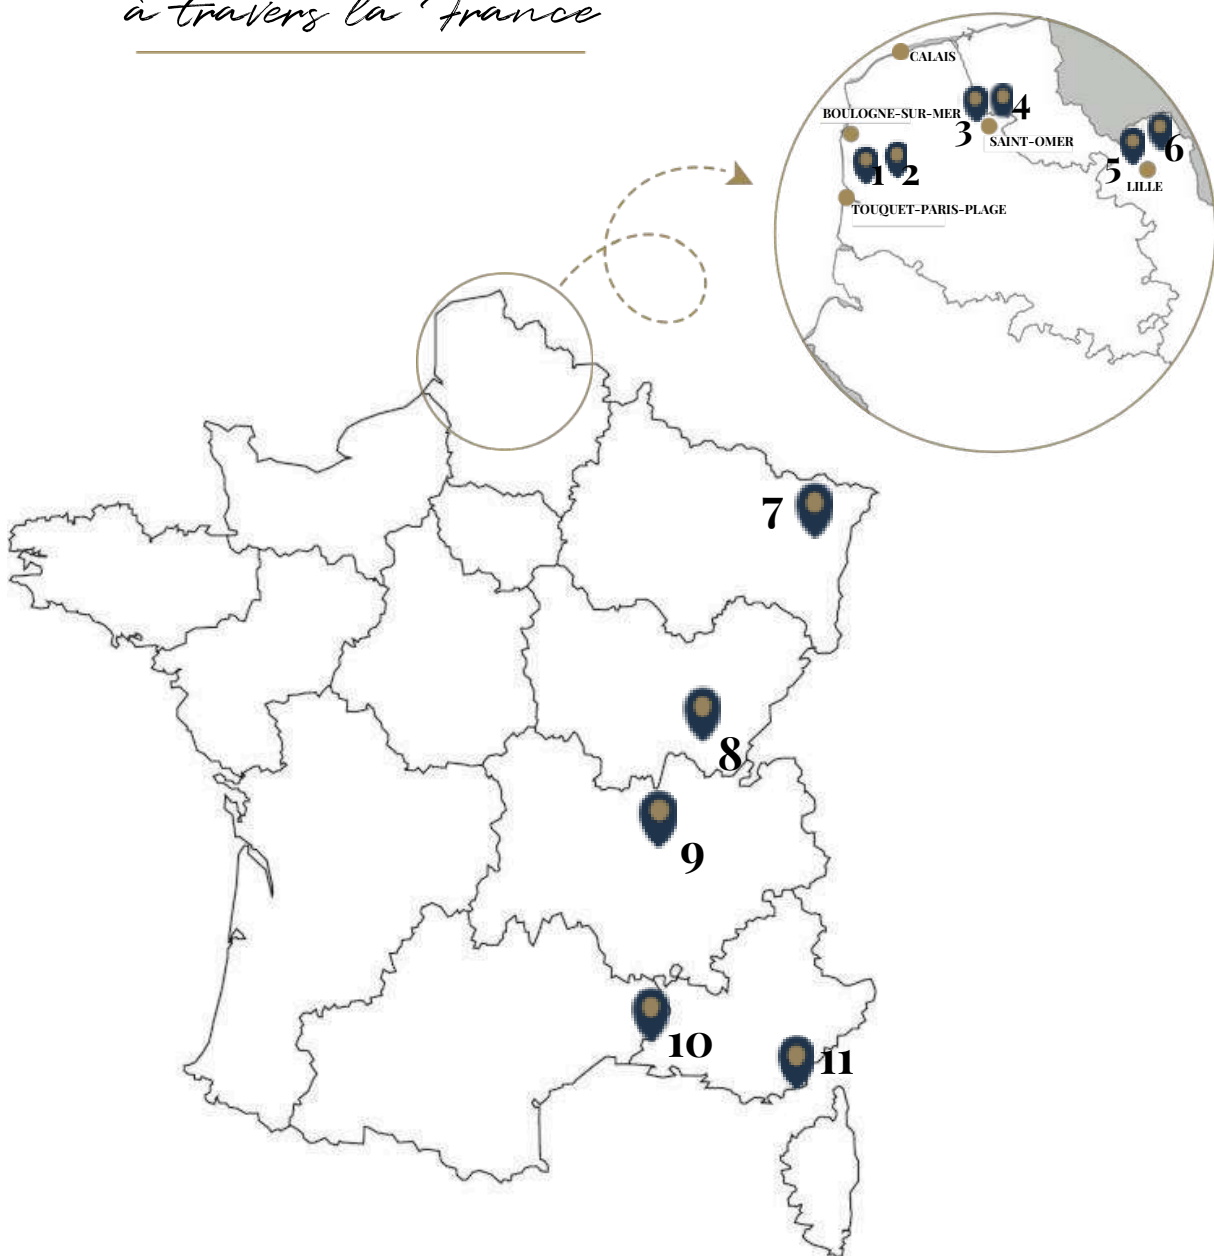 à travers la France
CALAIS
BOULOGNE-SUR-MER
3
4
SAINT-OMER
1
2
5
6
LILLE
TOUQUET-PARIS-PLAGE
7
8
9
10
11